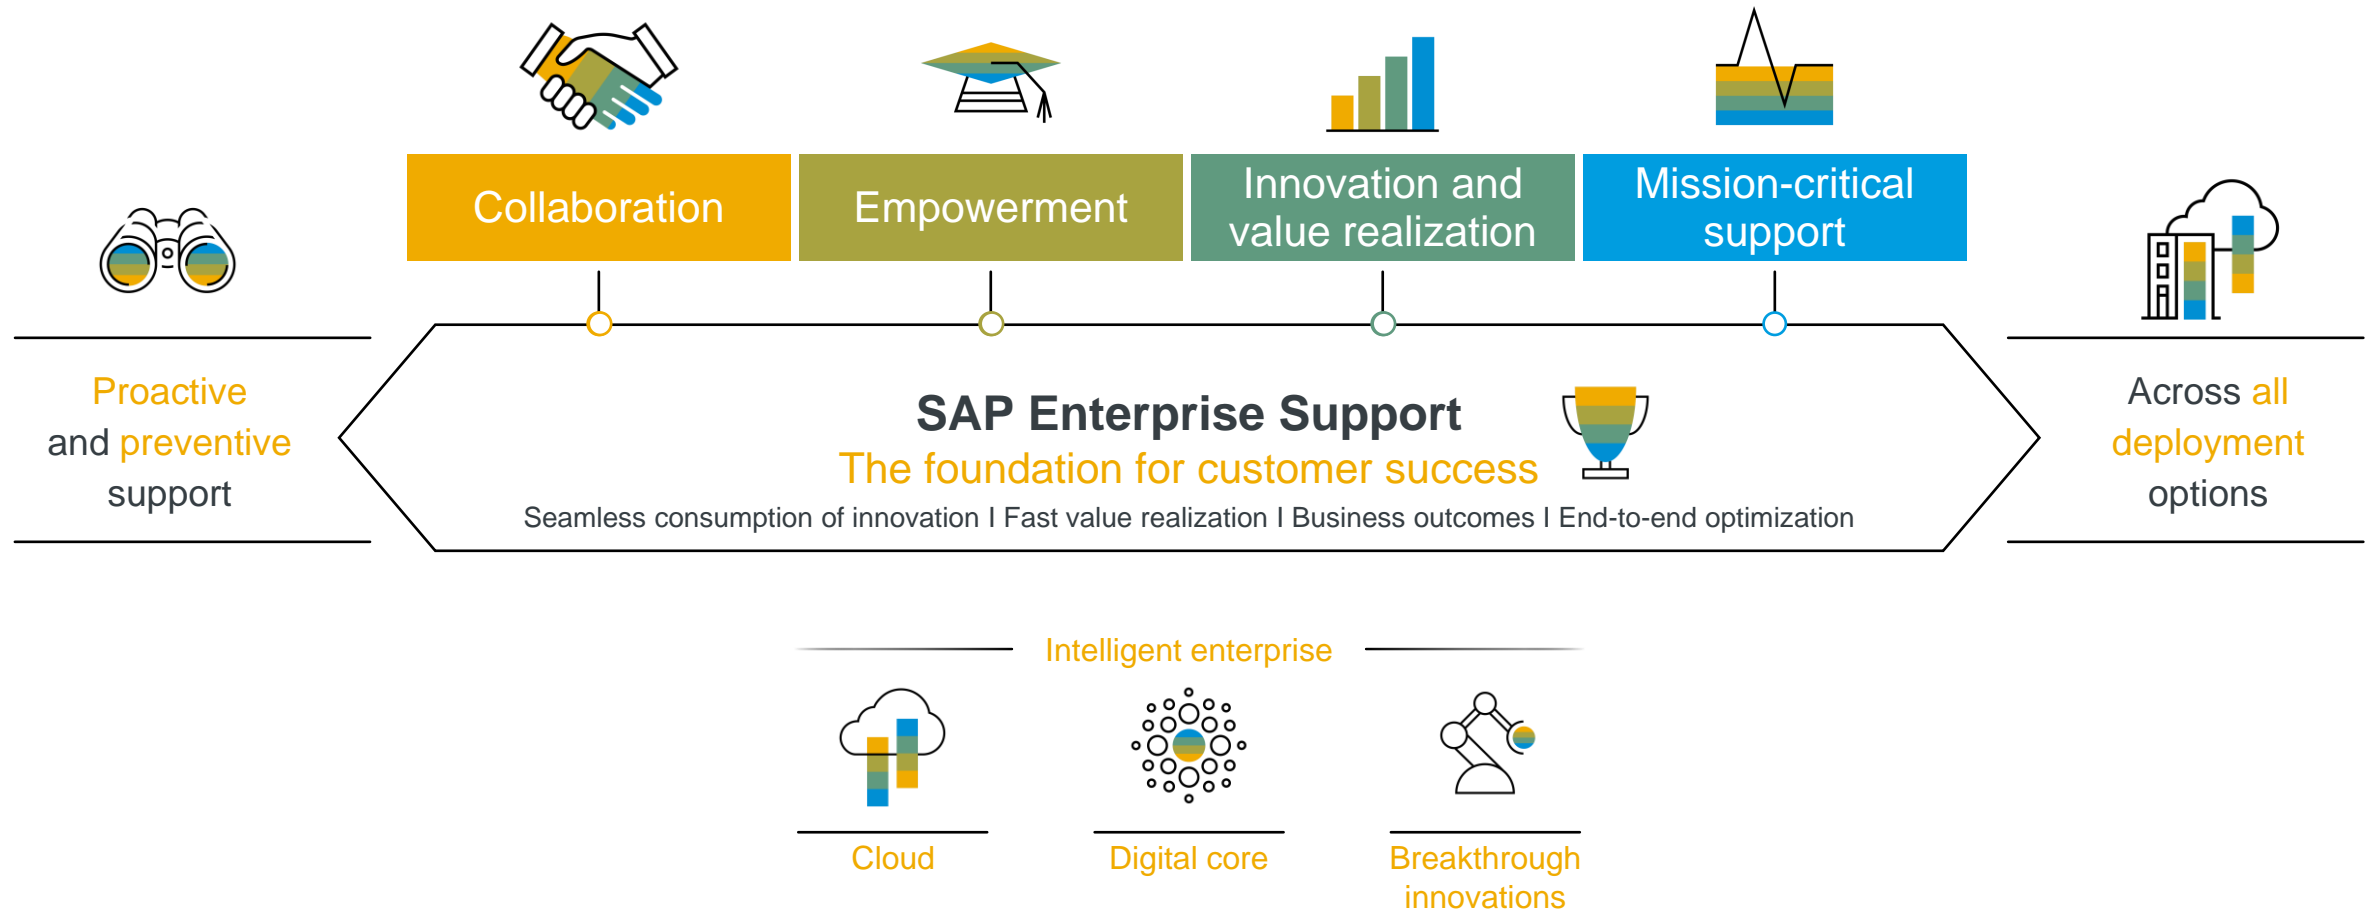 Collaboration
Empowerment
Innovation and
value realization
Mission-critical
support
Proactive
and preventive
support
SAP Enterprise Support
The foundation for customer success
Seamless consumption of innovation I Fast value realization I Business outcomes I End-to-end optimization
Across all
deployment
options
Intelligent enterprise
Cloud
Digital core
Breakthrough
innovations